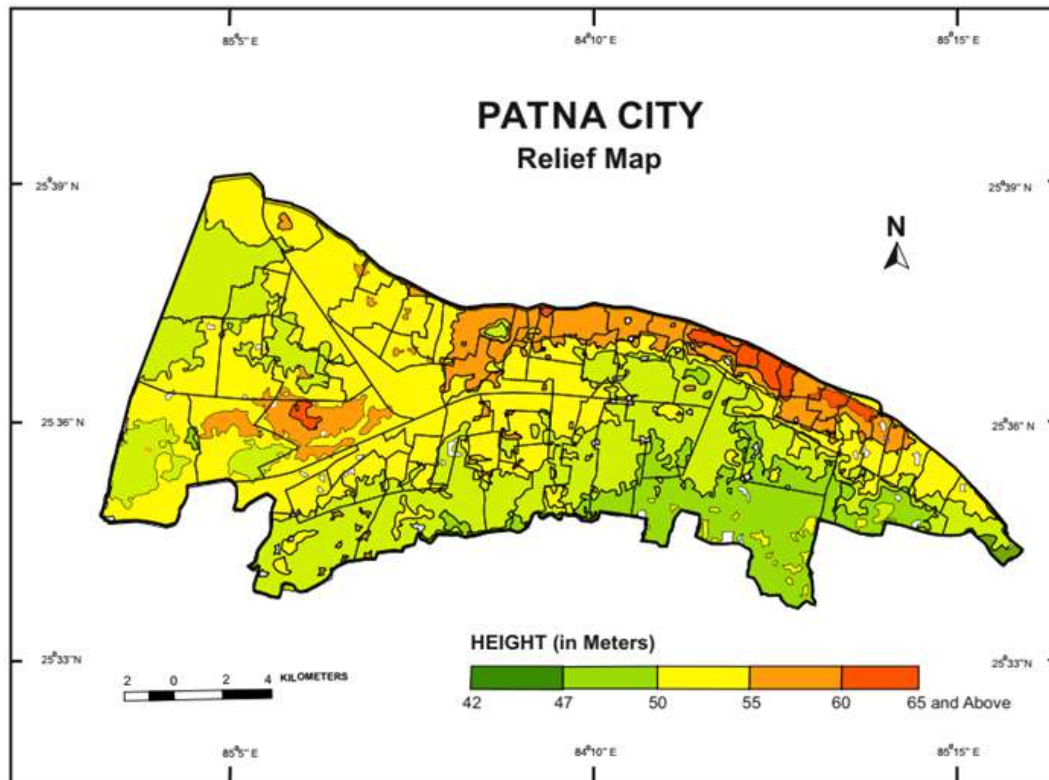 85°5" E 84°10" E 85°15" E
PATNA CITY
Relief Map
25°39" N 25°39" N
N
25°36" N 25°36" N
HEIGHT (in Meters)
25°33"N 25°33"N
2 0 2 4 KILOMETERS
42 47 50 55 60 65 and Above
85°5" E 84°10" E 85°15" E